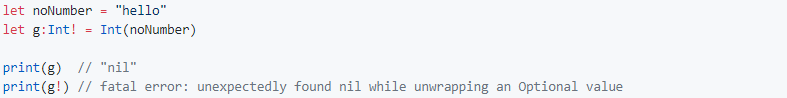 let noNumber = "hello"
let g:Int! = Int(noNumber)
print(g)  // "nil"
print(g!) // fatal error: unexpectedly found nil while unwrapping an Optional value